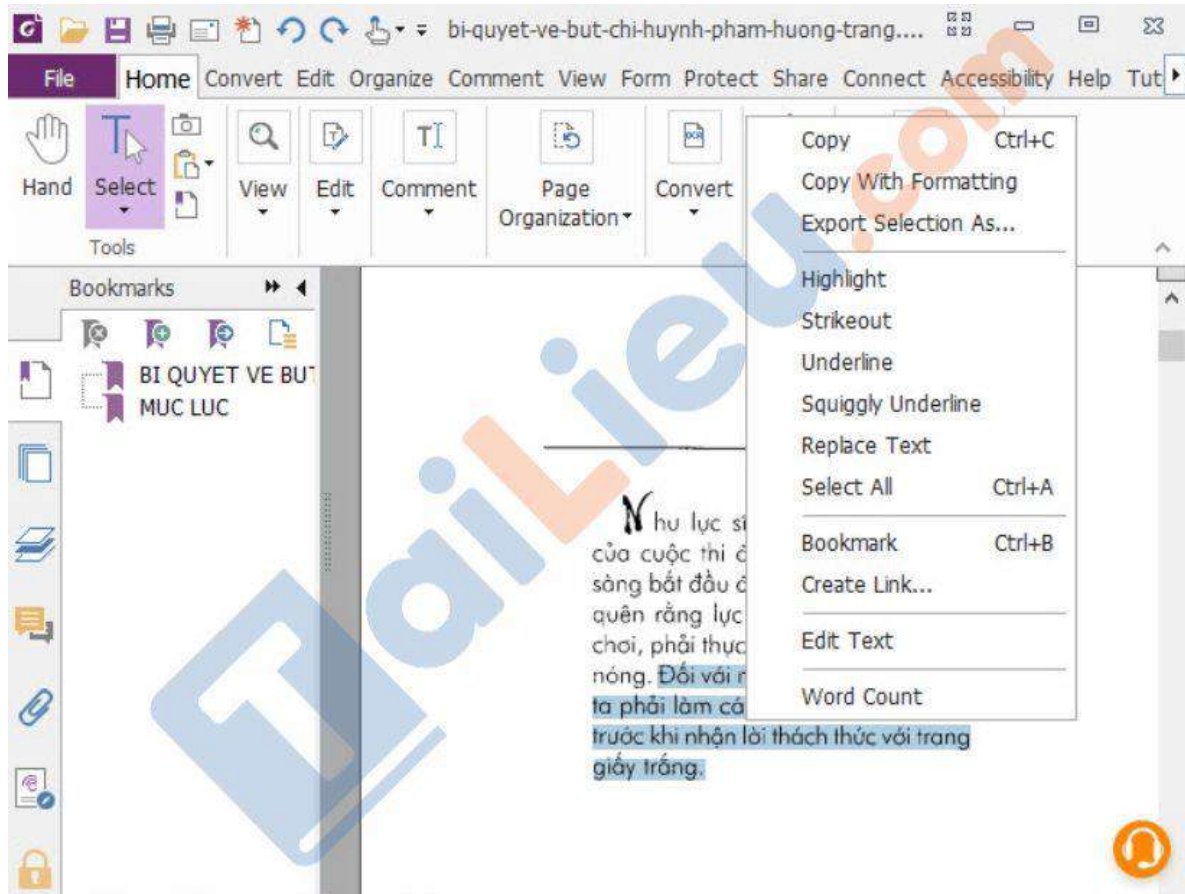 bi-quyet-ve-but-chi-huynh-pham-huong-trang....
File Home Convert Edit Organize Comment View Form Protect Share Connect Accessibility Help Tut
Hand Select View Edit Comment Page Organization Convert
Tools
Bookmarks
BI QUYET VE BUT
MUC LUC
Copy Ctrl+C
Copy With Formatting
Export Selection As...
Highlight
Strikeout
Underline
Squiggly Underline
Replace Text
Select All Ctrl+A
Bookmark Ctrl+B
Create Link...
Edit Text
Word Count
Như lực sĩ
của cuộc thi
sàng bắt đầu
quên rằng lực
chơi, phải thực
nóng. Đối với
ta phải làm
trước khi nhận lời thách thức với trang
giấy trắng.
TaiLieu.com